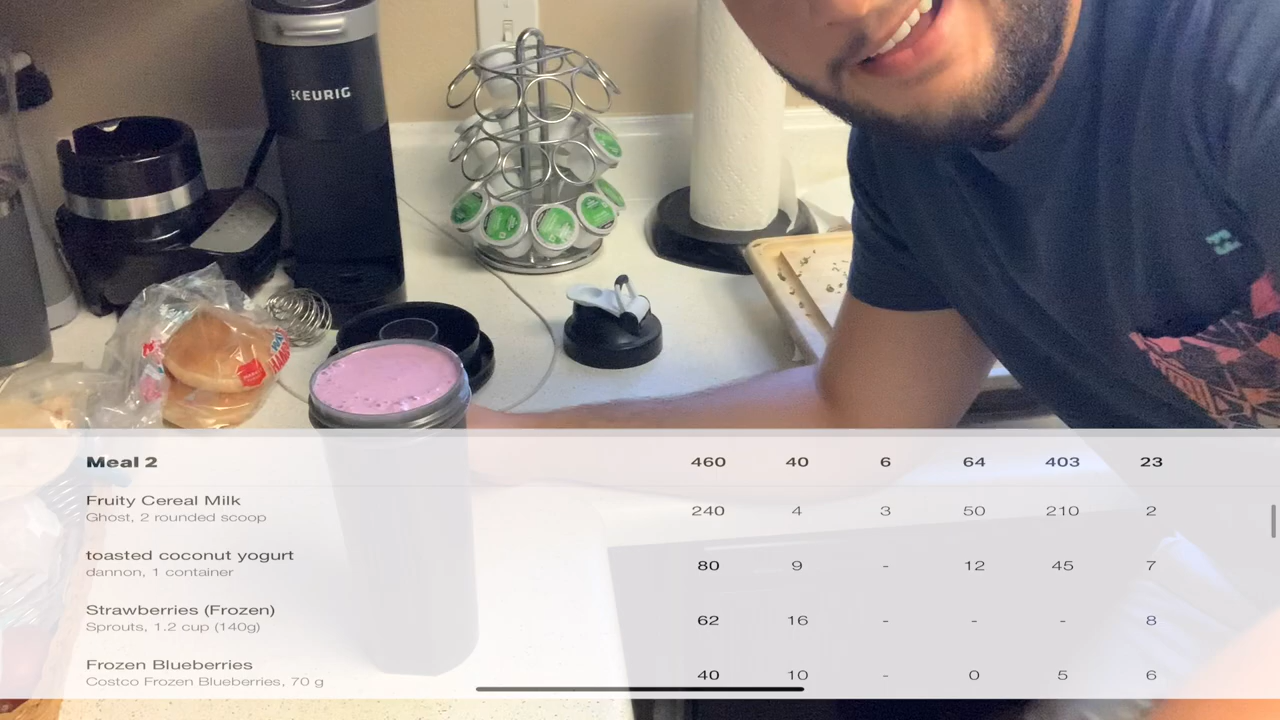 KEURIG
Meal 2 460 40 6 64 403 23
Fruity Cereal Milk 240 4 3 50 210 2
Ghost, 2 rounded scoop
toasted coconut yogurt 80 9 - 12 45 7
dannon, 1 container
Strawberries (Frozen) 62 16 - - - 8
Sprouts, 1.2 cup (140g)
Frozen Blueberries 40 10 - 0 5 6
Costco Frozen Blueberries, 70 g